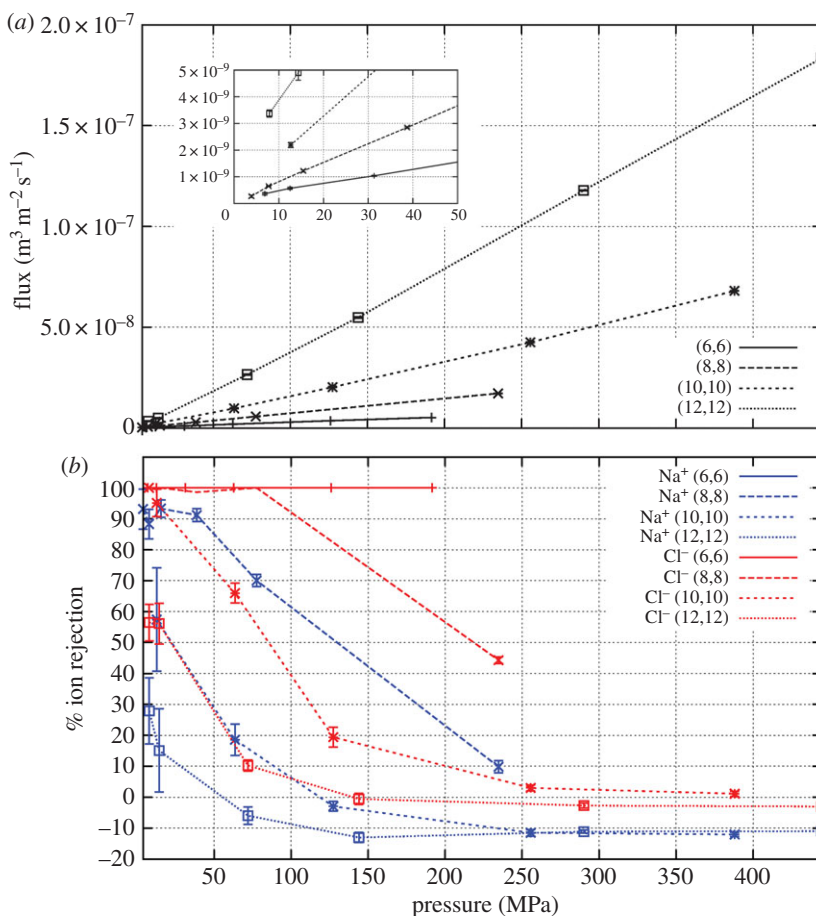 (a)
2.0 × 10⁻⁷
1.5 × 10⁻⁷
1.0 × 10⁻⁷
5.0 × 10⁻⁸
0
flux (m³ m⁻² s⁻¹)
5 × 10⁻⁹
4 × 10⁻⁹
3 × 10⁻⁹
2 × 10⁻⁹
1 × 10⁻⁹
0 10 20 30 40 50
(6,6)
(8,8)
(10,10)
(12,12)
(b)
100
90
80
70
60
50
40
30
20
10
0
−10
−20
% ion rejection
Na⁺ (6,6)
Na⁺ (8,8)
Na⁺ (10,10)
Na⁺ (12,12)
Cl⁻ (6,6)
Cl⁻ (8,8)
Cl⁻ (10,10)
Cl⁻ (12,12)
50 100 150 200 250 300 350 400
pressure (MPa)